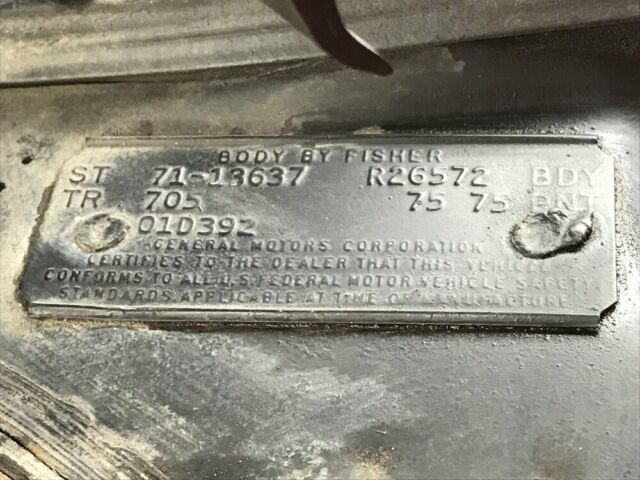 BODY BY FISHER
ST 71-13637 R26572 BDY
TR 705 75 75 PNT
01D392
GENERAL MOTORS CORPORATION
CERTIFIES TO THE DEALER THAT THIS VEHICLE
CONFORMS TO ALL U.S. FEDERAL MOTOR VEHICLE SAFETY
STANDARDS APPLICABLE AT TIME OF MANUFACTURE